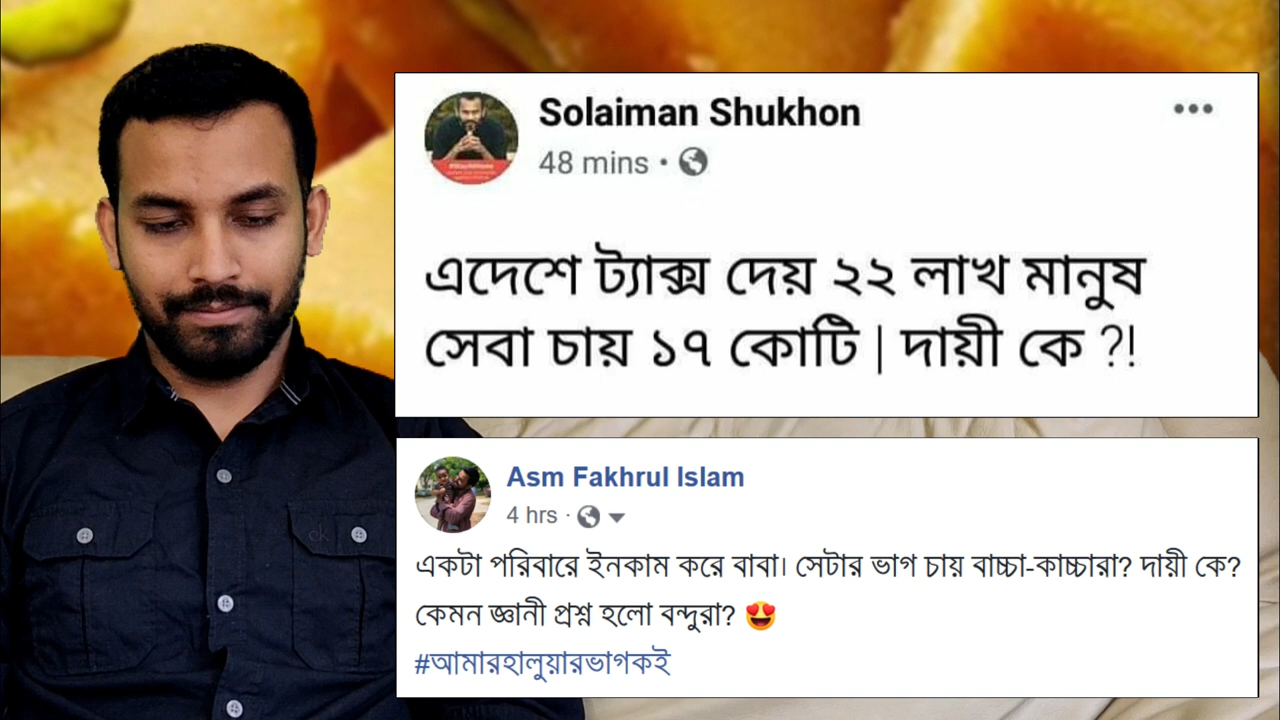 Solaiman Shukhon
48 mins
এদেশে ট্যাক্স দেয় ২২ লাখ মানুষ
সেবা চায় ১৭ কোটি | দায়ী কে ?!
Asm Fakhrul Islam
4 hrs
একটা পরিবারে ইনকাম করে বাবা। সেটার ভাগ চায় বাচ্চা-কাচ্চারা? দায়ী কে?
কেমন জ্ঞানী প্রশ্ন হলো বন্দুরা? 😍
#আমারহালুয়ারভাগকই
ck